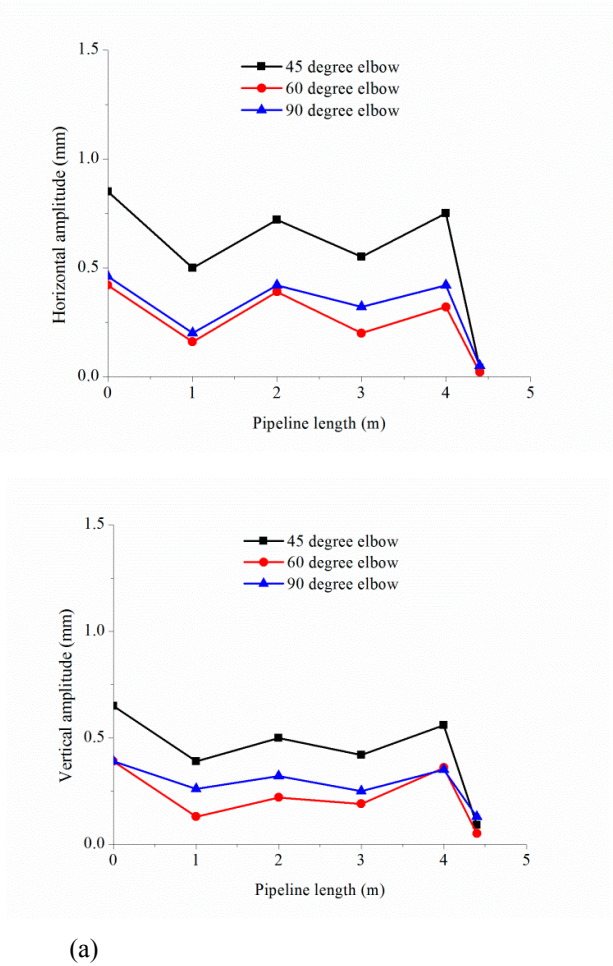 1.5
1.0
0.5
0.0
Horizontal amplitude (mm)
45 degree elbow
60 degree elbow
90 degree elbow
0 1 2 3 4 5
Pipeline length (m)
1.5
1.0
0.5
0.0
Vertical amplitude (mm)
45 degree elbow
60 degree elbow
90 degree elbow
0 1 2 3 4 5
Pipeline length (m)
(a)